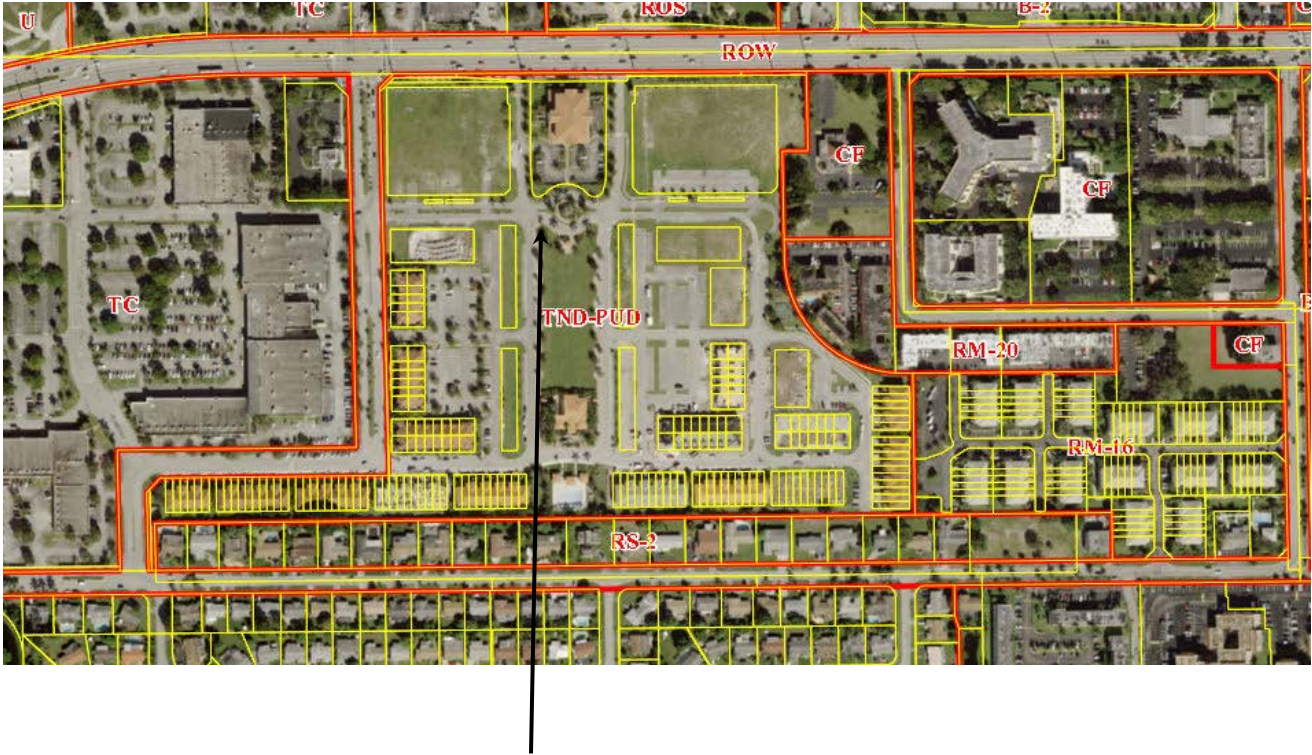 U
TC
ROS
B-2
ROW
CF
CF
TC
TND-PUD
RM-20
CF
RM-16
RS-2